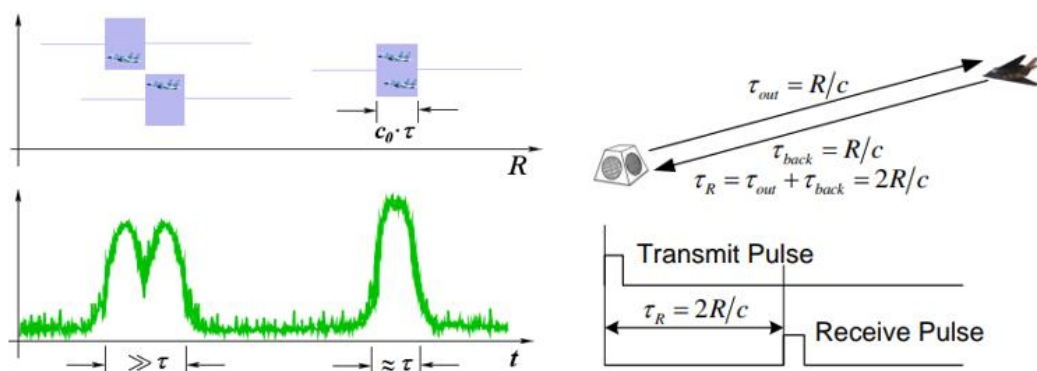 c₀·τ
R
≫ τ
≈ τ
t
τ_out = R/c
τ_back = R/c
τ_R = τ_out + τ_back = 2R/c
Transmit Pulse
τ_R = 2R/c
Receive Pulse